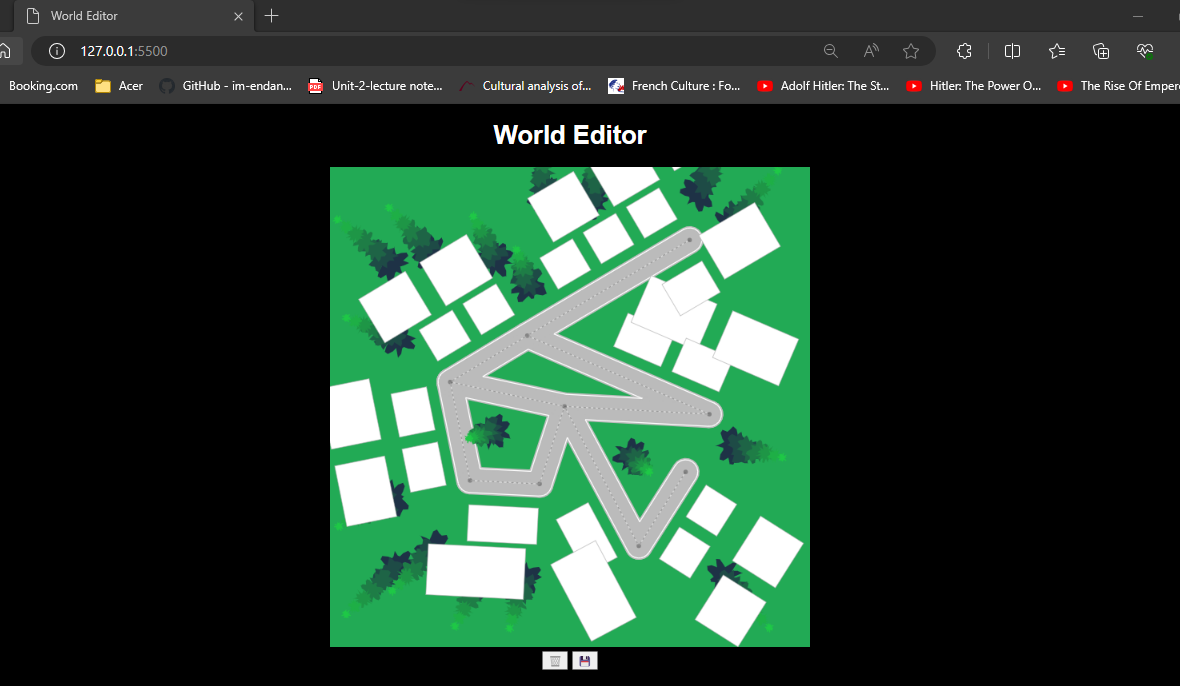 World Editor
127.0.0.1:5500
Booking.com Acer GitHub - im-endan... PDF Unit-2-lecture note... Cultural analysis of... French Culture : Fo... Adolf Hitler: The St... Hitler: The Power O... The Rise Of Empere
World Editor